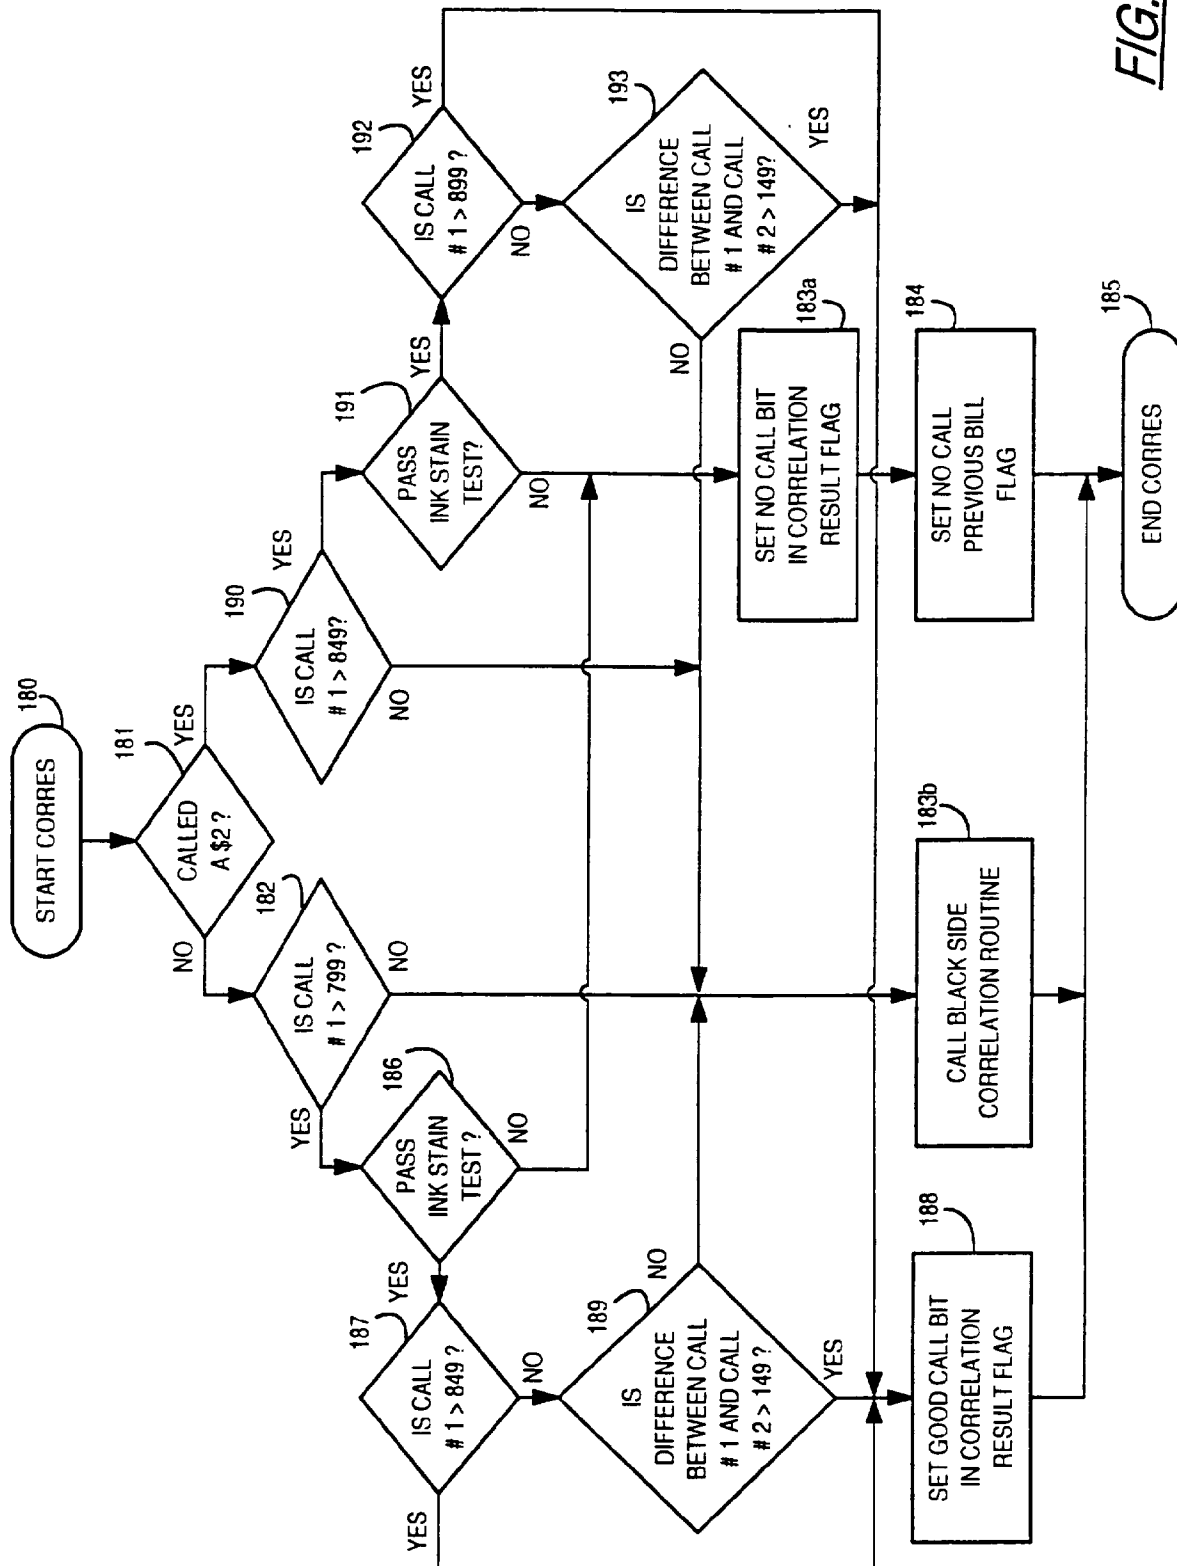 START CORRES
180
CALLED
A $2 ?
181
NO
YES
IS CALL
# 1 > 799 ?
182
YES
NO
IS CALL
# 1 > 849?
190
YES
NO
PASS
INK STAIN
TEST ?
186
YES
NO
PASS
INK STAIN
TEST?
191
YES
NO
IS CALL
# 1 > 849 ?
187
YES
NO
IS CALL
# 1 > 899 ?
192
YES
NO
IS
DIFFERENCE
BETWEEN CALL
# 1 AND CALL
# 2 > 149 ?
189
NO
YES
IS
DIFFERENCE
BETWEEN CALL
# 1 AND CALL
# 2 > 149?
193
NO
YES
SET NO CALL BIT
IN CORRELATION
RESULT FLAG
183a
SET GOOD CALL BIT
IN CORRELATION
RESULT FLAG
188
CALL BLACK SIDE
CORRELATION ROUTINE
183b
SET NO CALL
PREVIOUS BILL
FLAG
184
END CORRES
185
FIG.